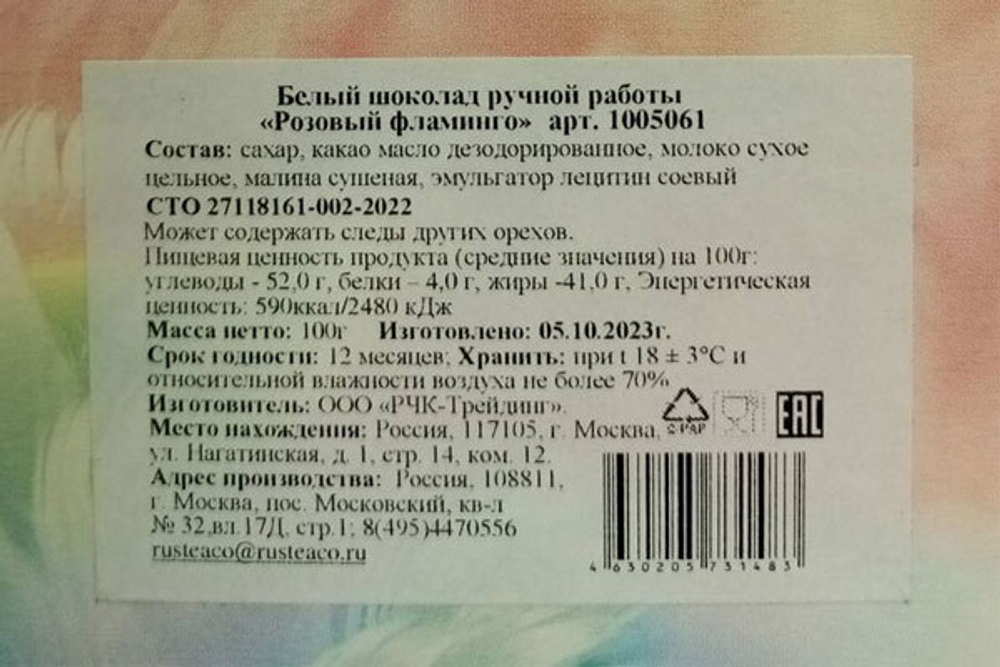 Белый шоколад ручной работы
«Розовый фламинго» арт. 1005061
Состав: сахар, какао масло дезодорированное, молоко сухое
цельное, малина сушеная, эмульгатор лецитин соевый
СТО 27118161-002-2022
Может содержать следы других орехов.
Пищевая ценность продукта (средние значения) на 100г:
углеводы - 52,0 г, белки – 4,0 г, жиры -41,0 г, Энергетическая
ценность: 590ккал/2480 кДж
Масса нетто: 100г Изготовлено: 05.10.2023г.
Срок годности: 12 месяцев; Хранить: при t 18 ± 3°С и
относительной влажности воздуха не более 70%
Изготовитель: ООО «РЧК-Трейдинг».
Место нахождения: Россия, 117105, г. Москва,
ул. Нагатинская, д. 1, стр. 14, ком. 12.
Адрес производства: Россия, 108811,
г. Москва, пос. Московский, кв-л
№ 32,вл.17Д, стр.1; 8(495)4470556
rusteaco@rusteaco.ru
PAP
EAC
4 630205 731483